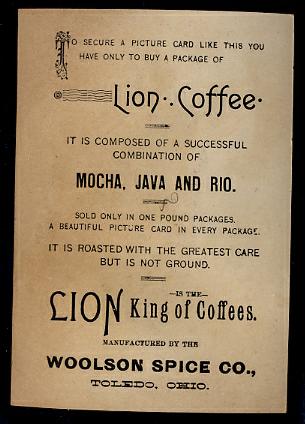 To secure a picture card like this you
have only to buy a package of
Lion Coffee.
It is composed of a successful
combination of
MOCHA, JAVA AND RIO.
Sold only in one pound packages.
A beautiful picture card in every package.
It is roasted with the greatest care
but is not ground.
LION —IS THE— King of Coffees.
MANUFACTURED BY THE
WOOLSON SPICE CO.,
TOLEDO, OHIO.